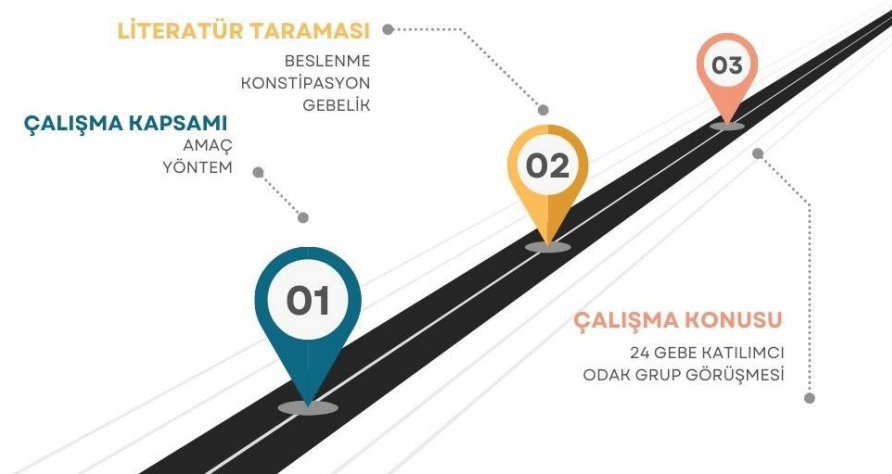 ÇALIŞMA KAPSAMI
AMAÇ
YÖNTEM
01
LİTERATÜR TARAMASI
BESLENME
KONSTİPASYON
GEBELİK
02
03
ÇALIŞMA KONUSU
24 GEBE KATILIMCI
ODAK GRUP GÖRÜŞMESİ